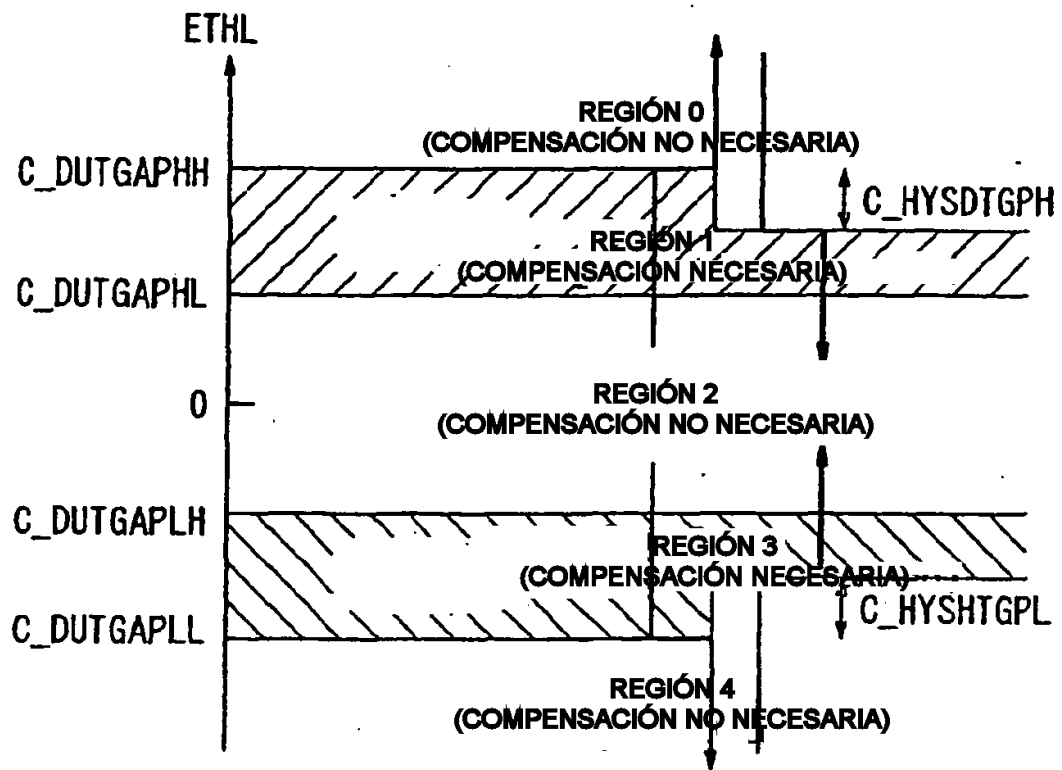 ETHL
REGIÓN 0
(COMPENSACIÓN NO NECESARIA)
C_DUTGAPHH
C_HYSDTGPH
REGIÓN 1
(COMPENSACIÓN NECESARIA)
C_DUTGAPHL
REGIÓN 2
0
(COMPENSACIÓN NO NECESARIA)
C_DUTGAPLH
REGIÓN 3
(COMPENSACIÓN NECESARIA)
C_HYSHTGPL
C_DUTGAPLL
REGIÓN 4
(COMPENSACIÓN NO NECESARIA)